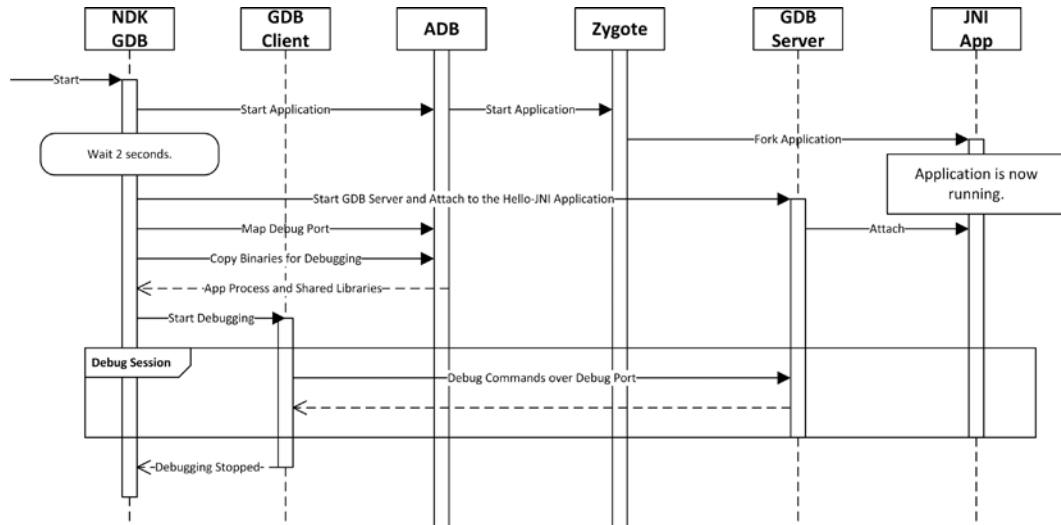 NDK
GDB
GDB
Client
ADB
Zygote
GDB
Server
JNI
App
Start
Start Application
Start Application
Fork Application
Wait 2 seconds.
Application is now
running.
Start GDB Server and Attach to the Hello-JNI Application
Map Debug Port
Attach
Copy Binaries for Debugging
App Process and Shared Libraries
Start Debugging
Debug Session
Debug Commands over Debug Port
Debugging Stopped